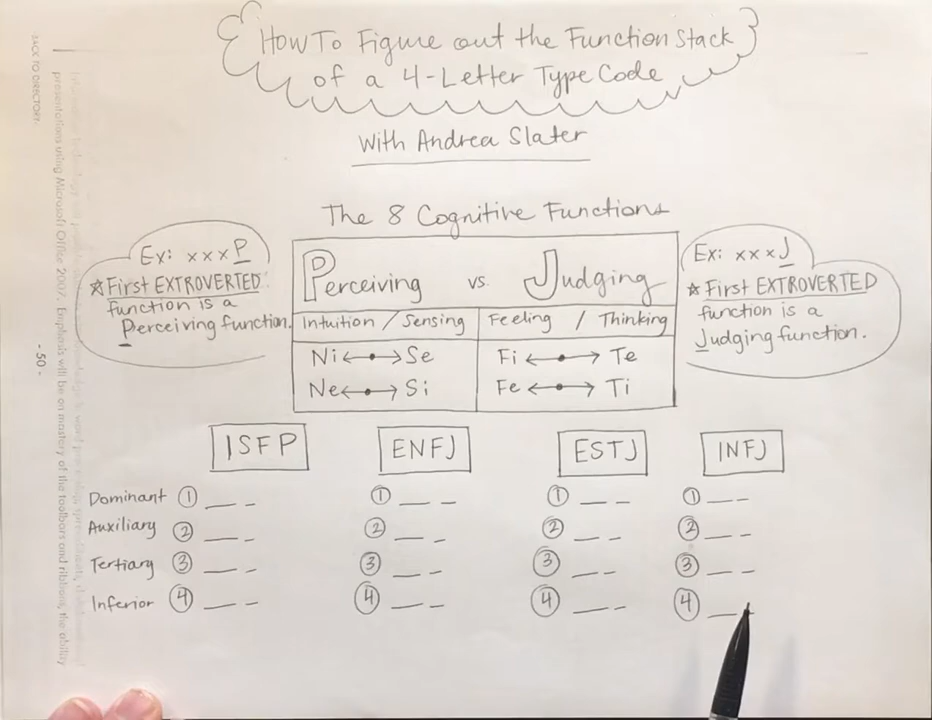 How To Figure out the Function Stack
of a 4-Letter Type Code
With Andrea Slater
The 8 Cognitive Functions
Ex: xxxP
☆First EXTROVERTED
function is a
Perceiving function.
Perceiving vs. Judging
Intuition / Sensing Feeling / Thinking
Ni ←•→ Se Fi ←•→ Te
Ne ←•→ Si Fe ←•→ Ti
Ex: xxxJ
☆First EXTROVERTED
function is a
Judging function.
ISFP ENFJ ESTJ INFJ
Dominant ① _ _ ① _ _ ① _ _ ① _ _
Auxiliary ② _ _ ② _ _ ② _ _ ② _ _
Tertiary ③ _ _ ③ _ _ ③ _ _ ③ _ _
Inferior ④ _ _ ④ _ _ ④ _ _ ④ _
BACK TO DIRECTORY
- 50 -
presentations using Microsoft Office 2007. Emphasis will be on mastery of the toolbars and ribbons, the ability